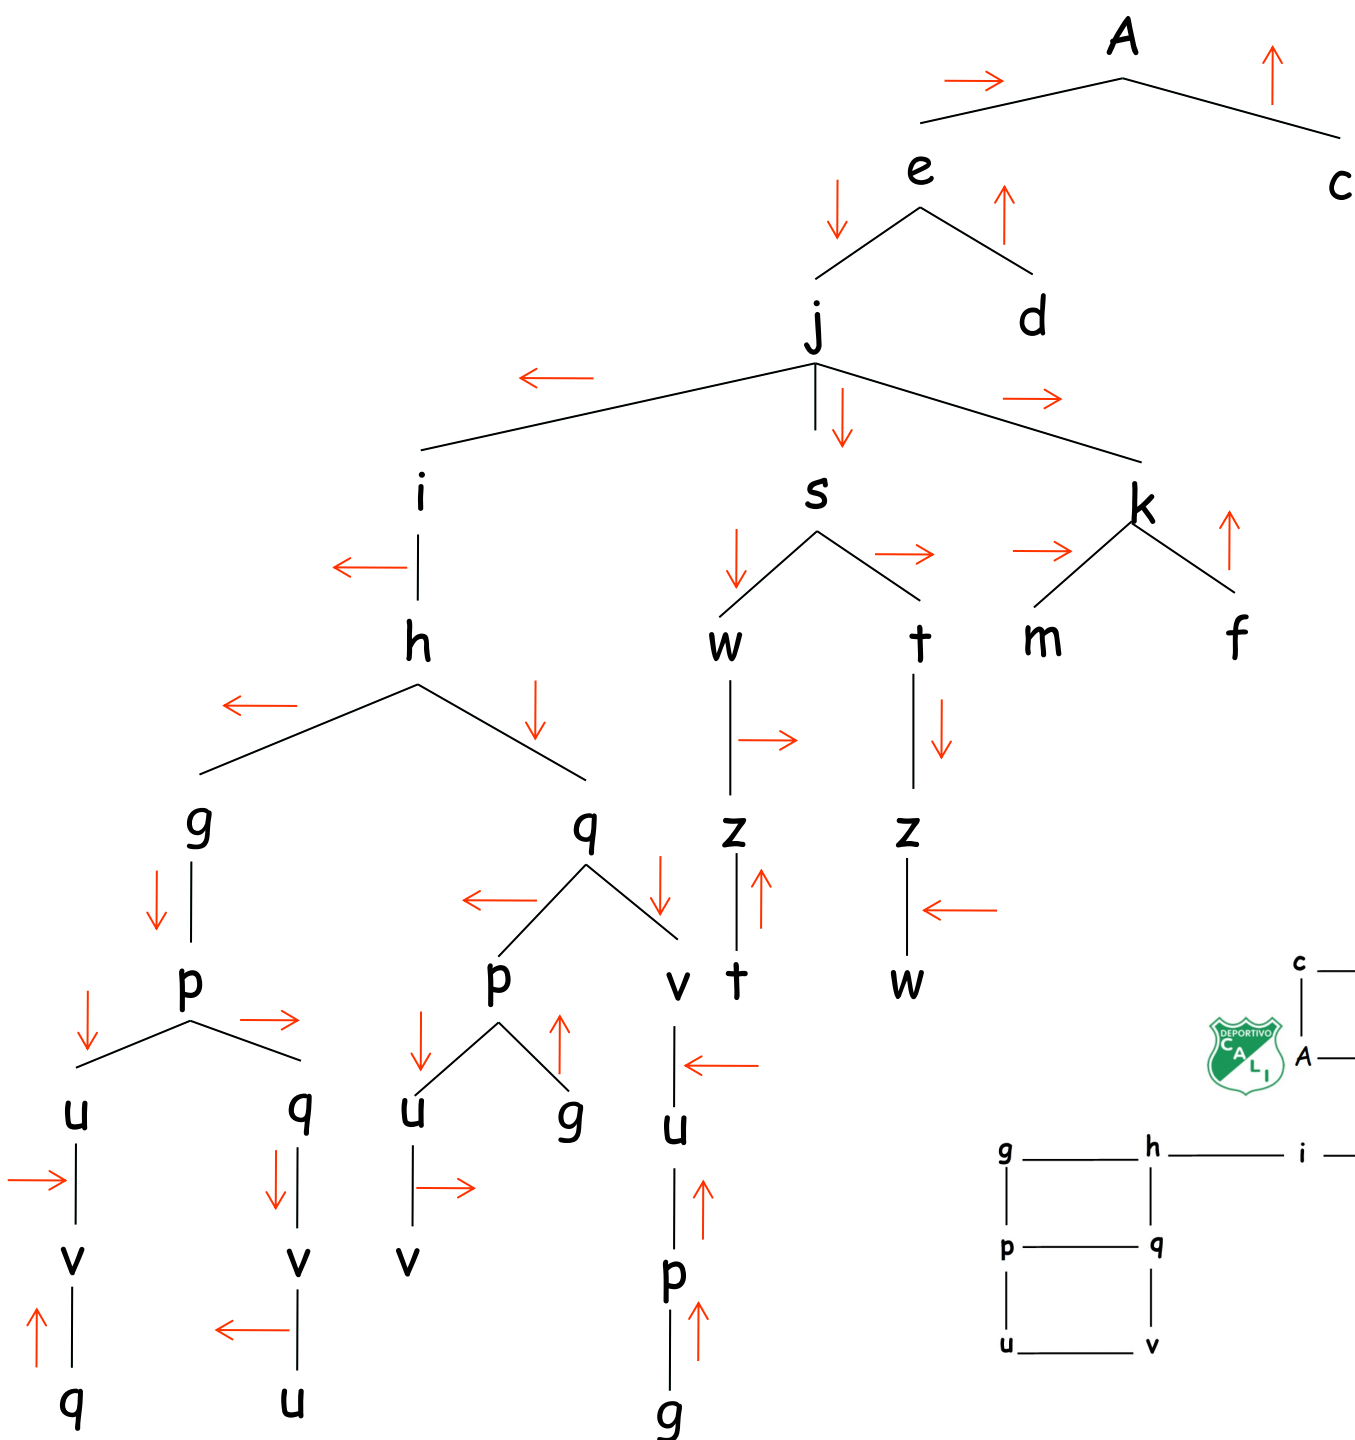 A
e c
j d
i s k
h w t m f
g q z z
p p v t w
u q u g u
v v v p
q u g
c
DEPORTIVO
CALI
A
g h i
p q
u v